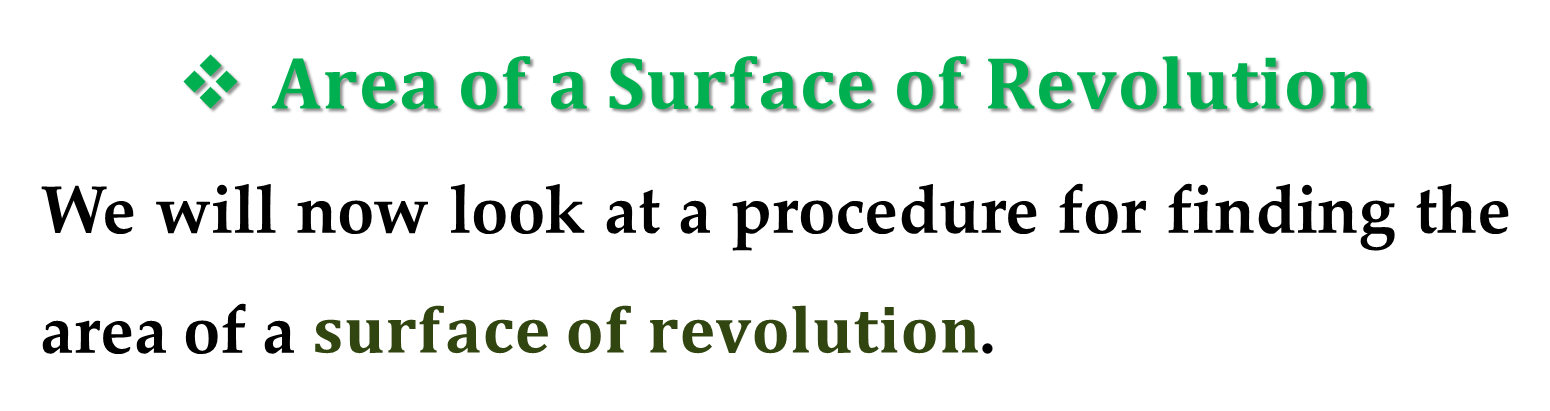 ❖ Area of a Surface of Revolution
We will now look at a procedure for finding the
area of a surface of revolution.